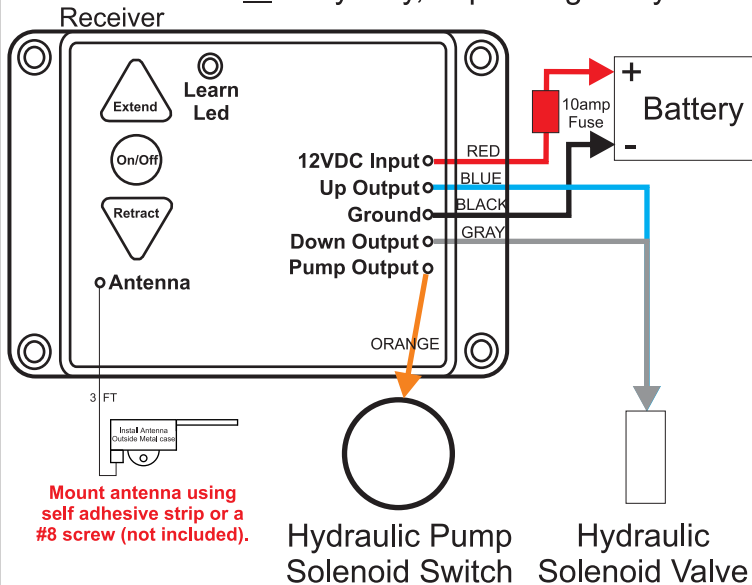 Receiver
Extend
Learn
Led
On/Off
Retract
Antenna
12VDC Input
Up Output
Ground
Down Output
Pump Output
RED
BLUE
BLACK
GRAY
ORANGE
10amp
Fuse
+
Battery
-
3 FT
Install Antenna
Outside Metal case
Mount antenna using
self adhesive strip or a
#8 screw (not included).
Hydraulic Pump
Solenoid Switch
Hydraulic
Solenoid Valve